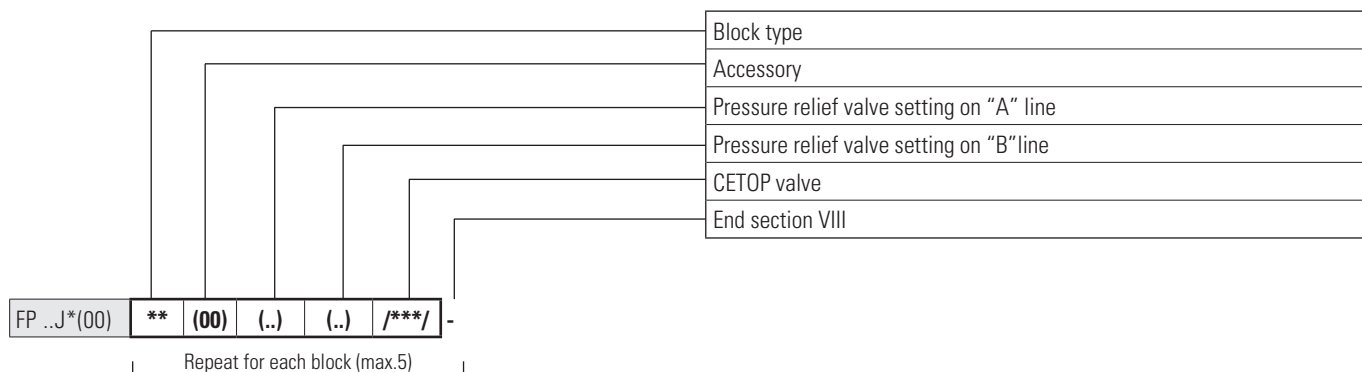 Block type
Accessory
Pressure relief valve setting on “A” line
Pressure relief valve setting on “B”line
CETOP valve
End section VIII
FP ..J*(00) ** (00) (..) (..) /***/ -
Repeat for each block (max.5)